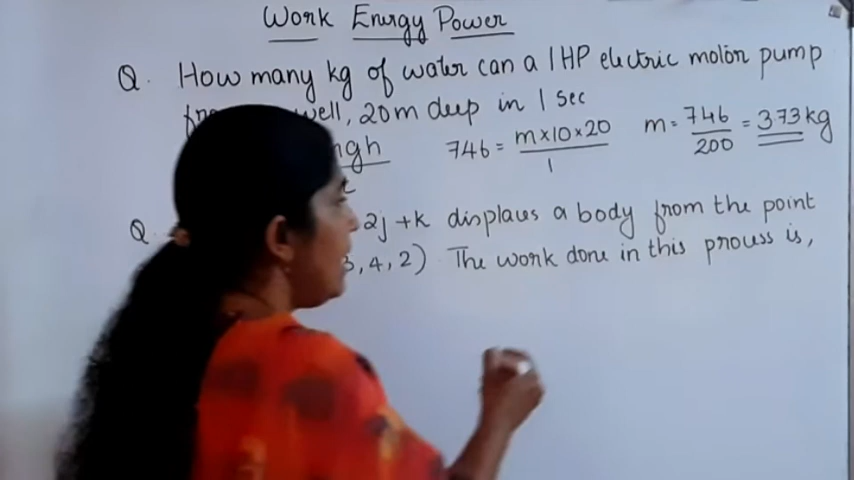 Work Energy Power
Q. How many kg of water can a 1 HP electric motor pump
well, 20m deep in 1 sec
746 = m×10×20 / 1 m = 746 / 200 = 373 kg
Q. 2j + k displaces a body from the point
3, 4, 2) The work done in this process is,